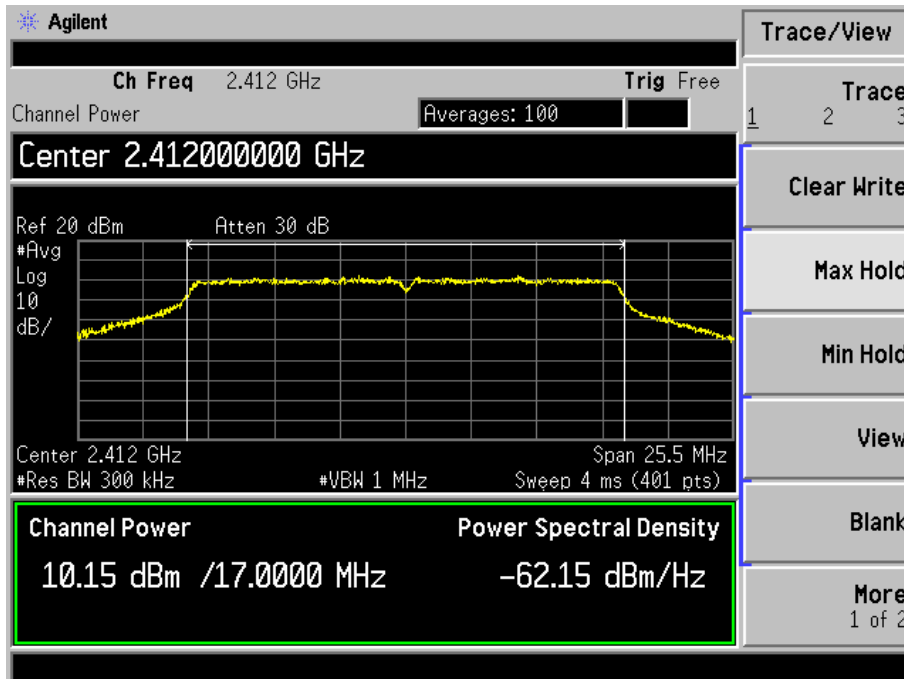 Agilent
Trace/View
Ch Freq 2.412 GHz Trig Free
Channel Power Averages: 100
Center 2.412000000 GHz
Ref 20 dBm Atten 30 dB
#Avg
Log
10
dB/
Center 2.412 GHz Span 25.5 MHz
#Res BW 300 kHz #VBW 1 MHz Sweep 4 ms (401 pts)
Channel Power Power Spectral Density
10.15 dBm /17.0000 MHz -62.15 dBm/Hz
Trace
1 2 3
Clear Write
Max Hold
Min Hold
View
Blank
More
1 of 2